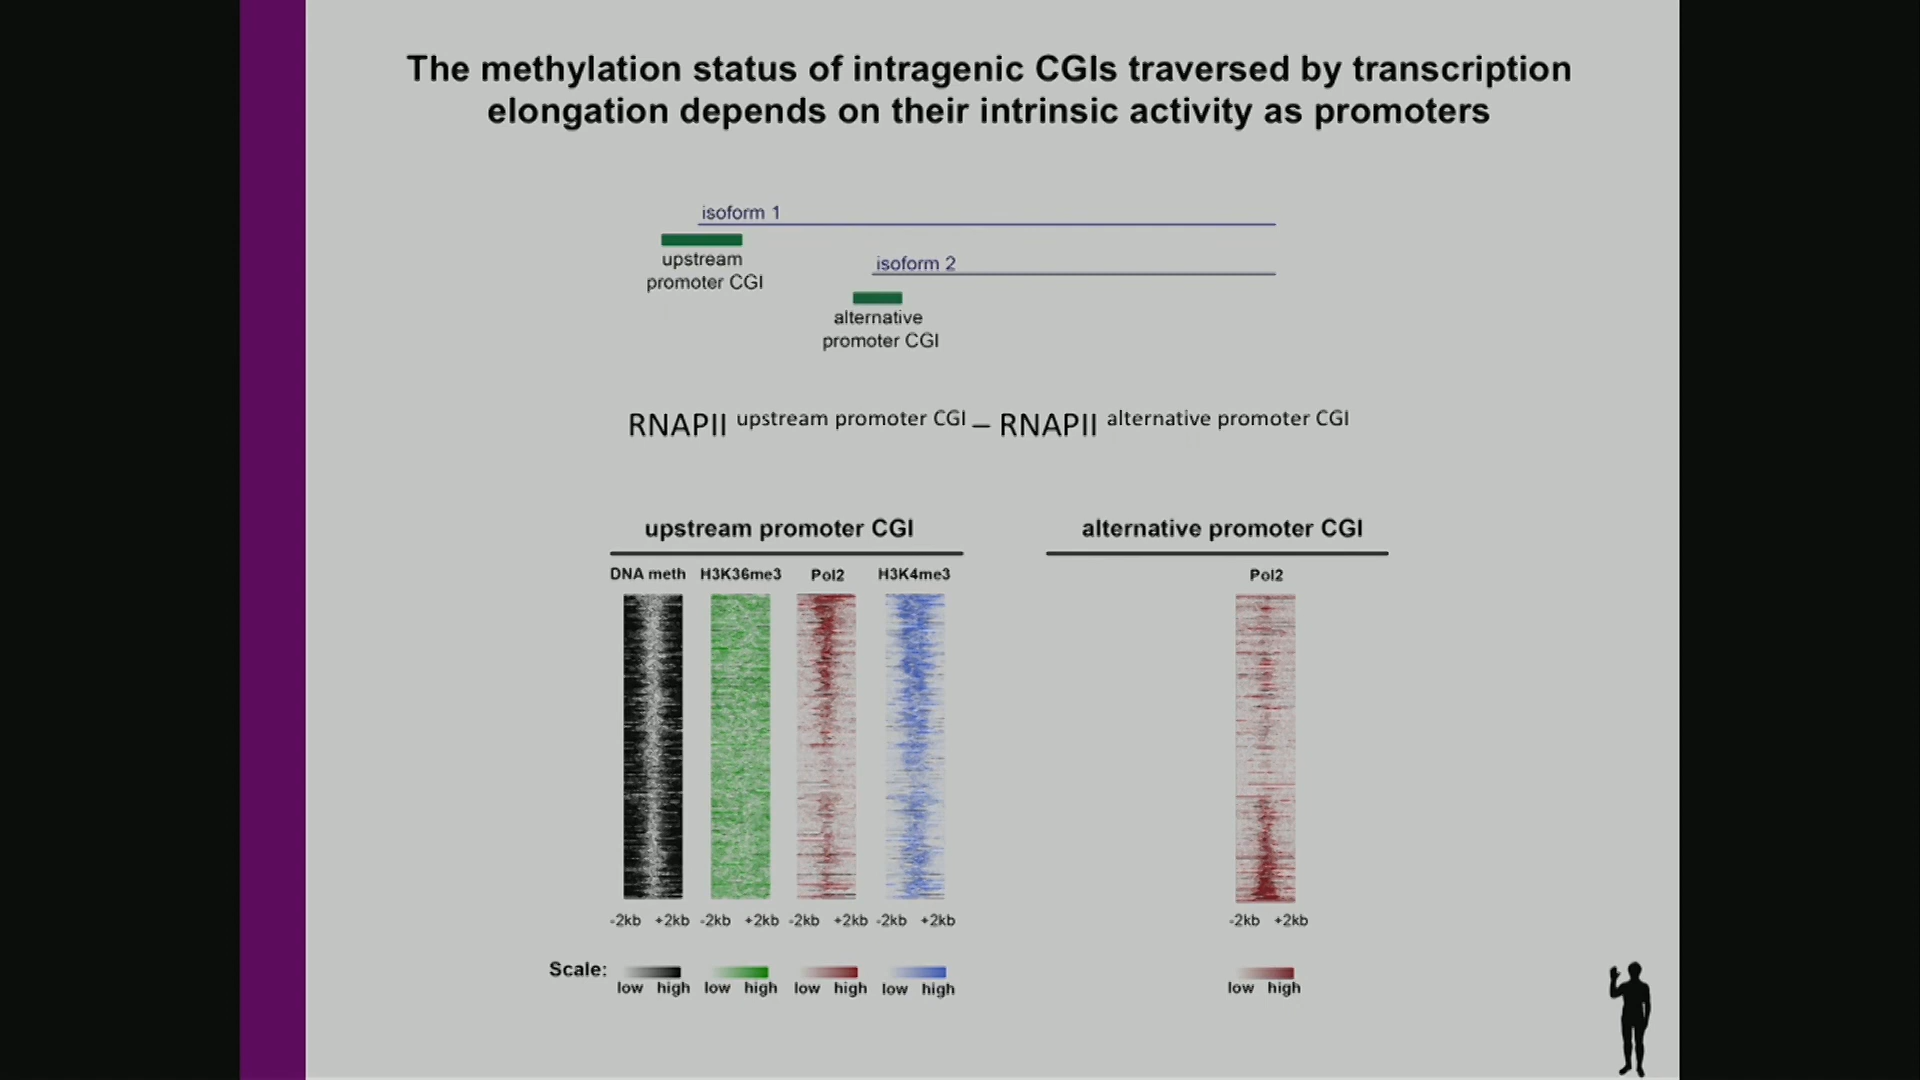 The methylation status of intragenic CGIs traversed by transcription
elongation depends on their intrinsic activity as promoters
isoform 1
upstream
promoter CGI
isoform 2
alternative
promoter CGI
RNAPII upstream promoter CGI – RNAPII alternative promoter CGI
upstream promoter CGI
alternative promoter CGI
DNA meth H3K36me3 Pol2 H3K4me3
Pol2
-2kb +2kb -2kb +2kb -2kb +2kb -2kb +2kb
-2kb +2kb
Scale:
low high low high low high low high
low high